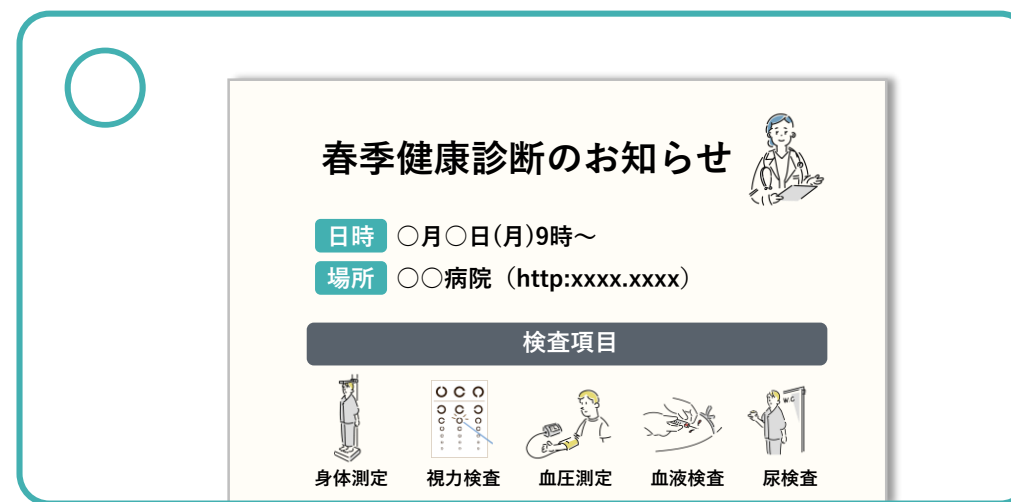 春季健康診断のお知らせ
日時 ○月○日(月)9時～
場所 ○○病院（http:xxxx.xxxx）
検査項目
W.C
身体測定 視力検査 血圧測定 血液検査 尿検査